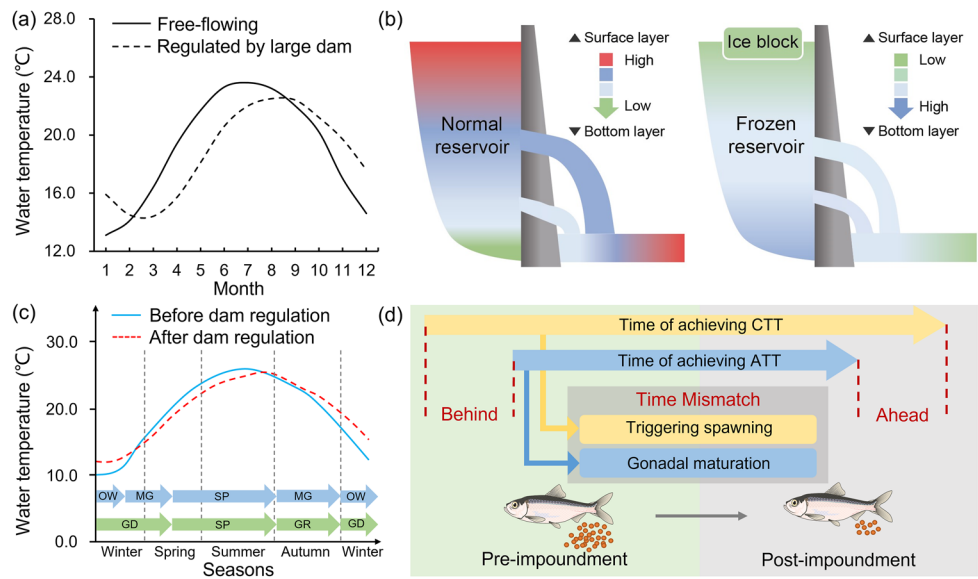 (a)
28.0
24.0
20.0
16.0
12.0
Water temperature (℃)
Free-flowing
Regulated by large dam
1 2 3 4 5 6 7 8 9 10 11 12
Month
(b)
Normal
reservoir
Surface layer
High
Low
Bottom layer
Ice block
Frozen
reservoir
Surface layer
Low
High
Bottom layer
(c)
Before dam regulation
After dam regulation
30.0
20.0
10.0
0.0
Water temperature (℃)
OW MG SP MG OW
GD SP GR GD
Winter Spring Summer Autumn Winter
Seasons
(d)
Time of achieving CTT
Time of achieving ATT
Behind
Time Mismatch
Ahead
Triggering spawning
Gonadal maturation
Pre-impoundment
Post-impoundment